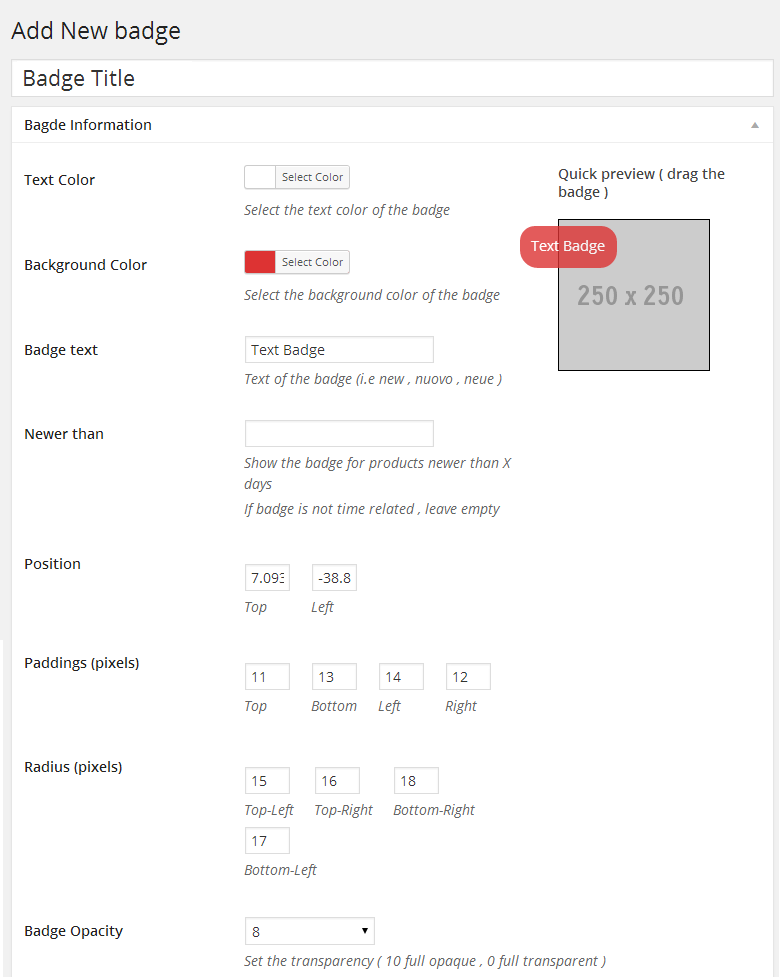 Add New badge
Badge Title
Bagde Information
Text Color
Select Color
Select the text color of the badge
Quick preview ( drag the
badge )
Text Badge
250 x 250
Background Color
Select Color
Select the background color of the badge
Badge text
Text Badge
Text of the badge (i.e new , nuovo , neue )
Newer than
Show the badge for products newer than X
days
If badge is not time related , leave empty
Position
7.093 -38.8
Top Left
Paddings (pixels)
11 13 14 12
Top Bottom Left Right
Radius (pixels)
15 16 18
Top-Left Top-Right Bottom-Right
17
Bottom-Left
Badge Opacity
8
Set the transparency ( 10 full opaque , 0 full transparent )